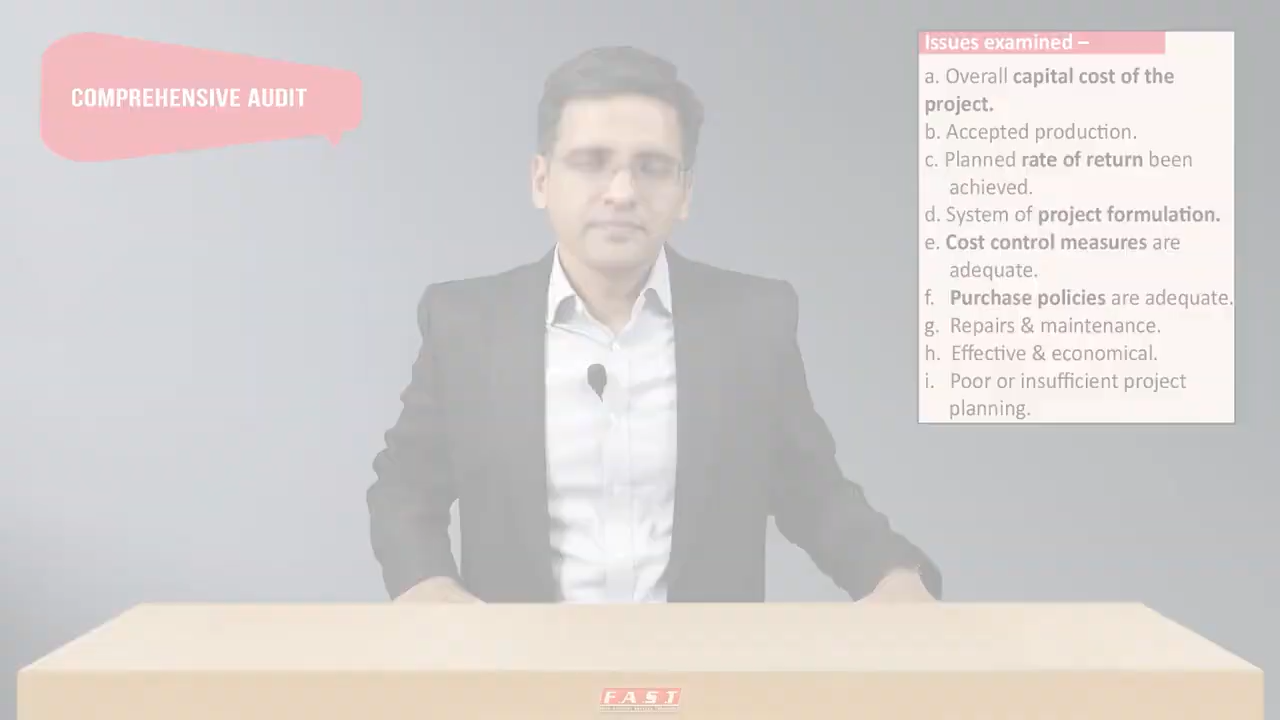 COMPREHENSIVE AUDIT
Issues examined –
a. Overall capital cost of the
project.
b. Accepted production.
c. Planned rate of return been
achieved.
d. System of project formulation.
e. Cost control measures are
adequate.
f. Purchase policies are adequate.
g. Repairs & maintenance.
h. Effective & economical.
i. Poor or insufficient project
planning.
FAST